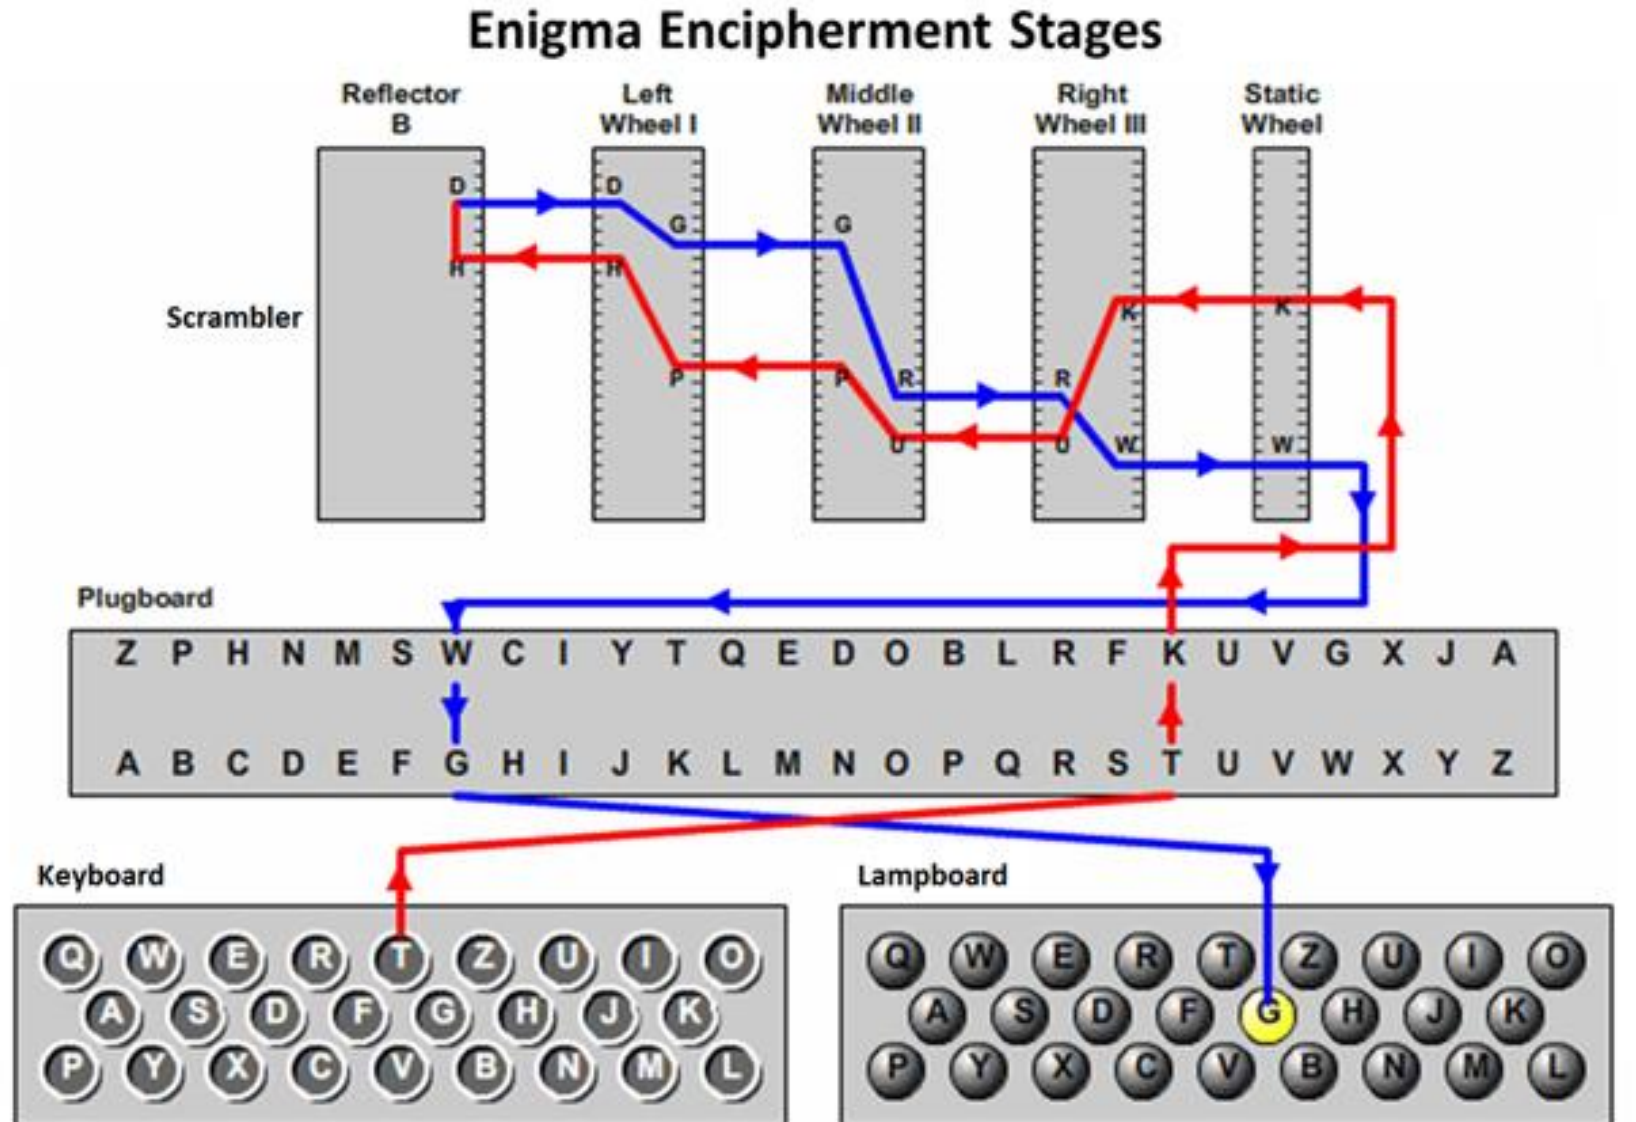 Enigma Encipherment Stages
Reflector B
Left Wheel I
Middle Wheel II
Right Wheel III
Static Wheel
D D
G G
H H
Scrambler
K K
P P R R
U U W W
Plugboard
Z P H N M S W C I Y T Q E D O B L R F K U V G X J A
A B C D E F G H I J K L M N O P Q R S T U V W X Y Z
Keyboard
Q W E R T Z U I O
A S D F G H J K
P Y X C V B N M L
Lampboard
Q W E R T Z U I O
A S D F G H J K
P Y X C V B N M L